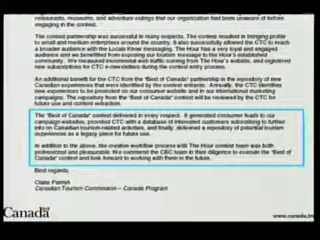 restaurants, museums, and adventure outings that our organization had been unaware of before
engaging in the contest.
The contest partnership was successful in many respects. The contest resulted in bringing profile
to small and medium enterprises around the country. It also successfully allowed the CTC to reach
a broader audience with the Locals Know messaging. The Hour has a very loyal and engaged
audience and we benefited from exposing our tourism message to their established
community. We measured incremental web traffic coming from The Hour's website, and registered
new subscriptions for CTC e-newsletters during the contest entry process.
An additional benefit for the CTC from the "Best of Canada" partnership is the repository of new
Canadian experiences that were identified by the contest entrants. Annually, the CTC identifies
new experiences to be promoted on our consumer website and in our international marketing
campaigns. The repository from the "Best of Canada" contest will be reviewed by the CTC for
future use and content extraction.
The "Best of Canada" contest delivered in every respect. It generated consumer leads to our
campaign websites, provided CTC with a database of interested customers subscribing to further
info on Canadian tourism-related activities, and finally, delivered a repository of potential tourism
experiences as a legacy piece for future use.
In addition to the above, the creative workflow process with The Hour contest team was both
professional and pleasurable. We commend the CBC team in their diligence to execute the "Best of
Canada" contest and look forward to working with them in the future.
Best regards,
Claire Parrish
Canadian Tourism Commission – Canada Program
Canada
www.canada.tra